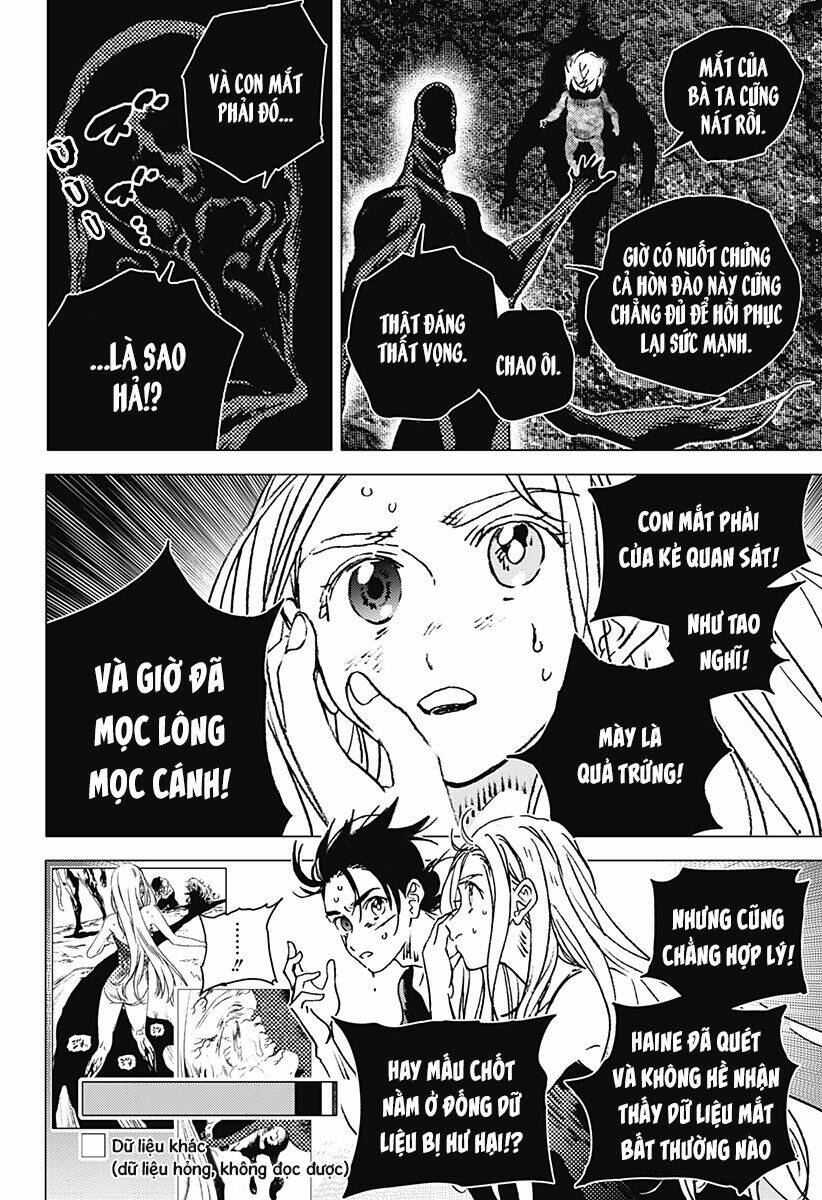 MẮT CỦA
BÀ TA CŨNG
NÁT RỒI.
GIỜ CÓ NUỐT CHỬNG
CẢ HÒN ĐẢO NÀY CŨNG
CHẲNG ĐỦ ĐỂ HỒI PHỤC
LẠI SỨC MẠNH.
CHAO ÔI.
THẬT ĐÁNG
THẤT VỌNG.
VÀ CON MẮT
PHẢI ĐÓ...
...LÀ SAO
HẢ!?
CON MẮT PHẢI
CỦA KẺ QUAN SÁT!
NHƯ TAO
NGHĨ!
MÀY LÀ
QUẢ TRỨNG!
VÀ GIỜ ĐÃ
MỌC LÔNG
MỌC CÁNH!
NHƯNG CŨNG
CHẲNG HỢP LÝ!
HAINE ĐÃ QUÉT
VÀ KHÔNG HỀ NHẬN
THẤY DỮ LIỆU MẮT
BẤT THƯỜNG NÀO
HAY MẤU CHỐT
NẰM Ở ĐỐNG DỮ
LIỆU BỊ HƯ HẠI!?
......!!
Dữ liệu khác
(dữ liệu hỏng, không đọc được)